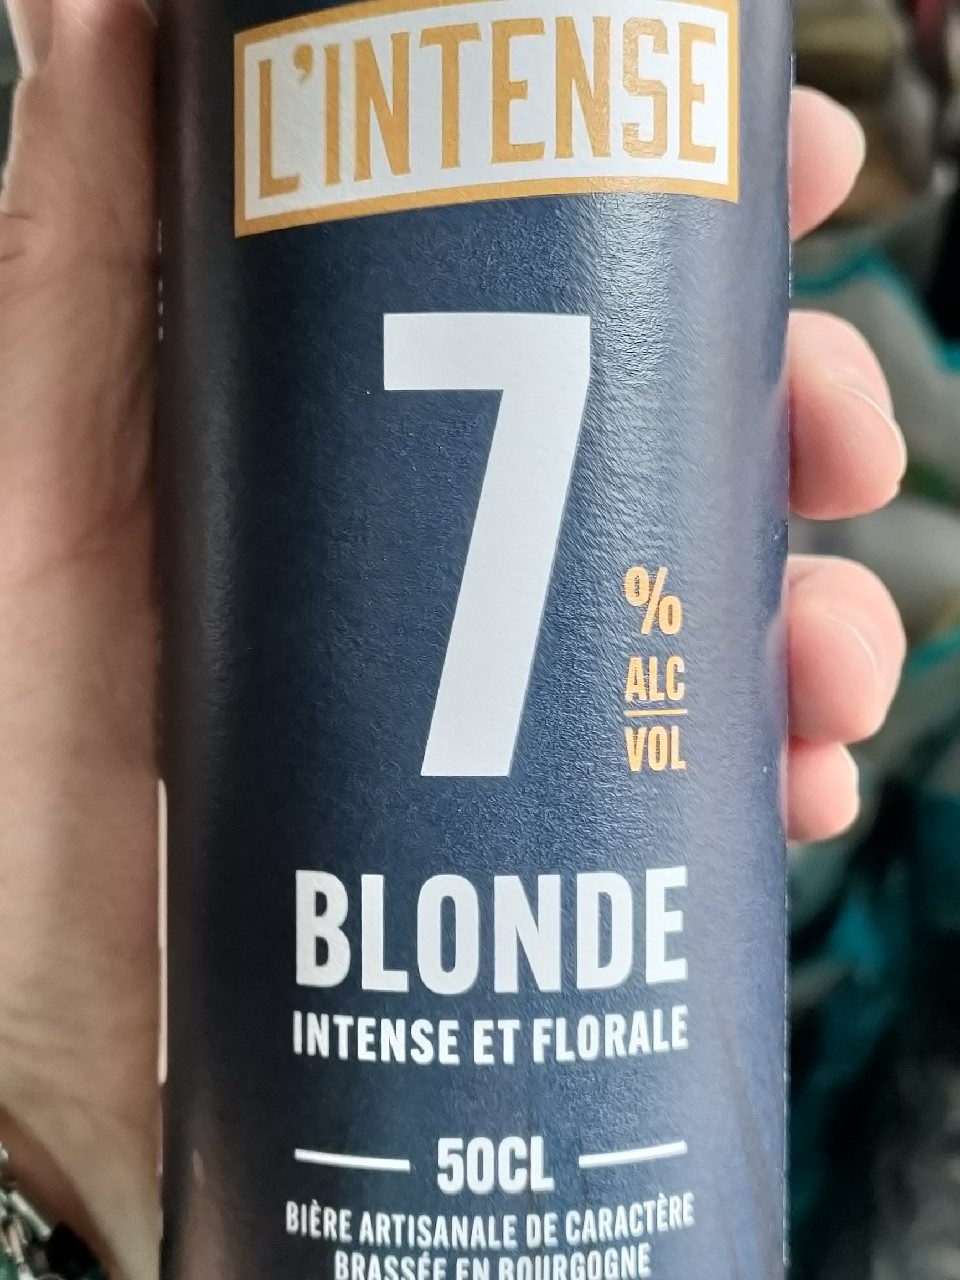 L'INTENSE
7
%
ALC
VOL
BLONDE
INTENSE ET FLORALE
50CL
BIÈRE ARTISANALE DE CARACTÈRE
BRASSÉE EN BOURGOGNE